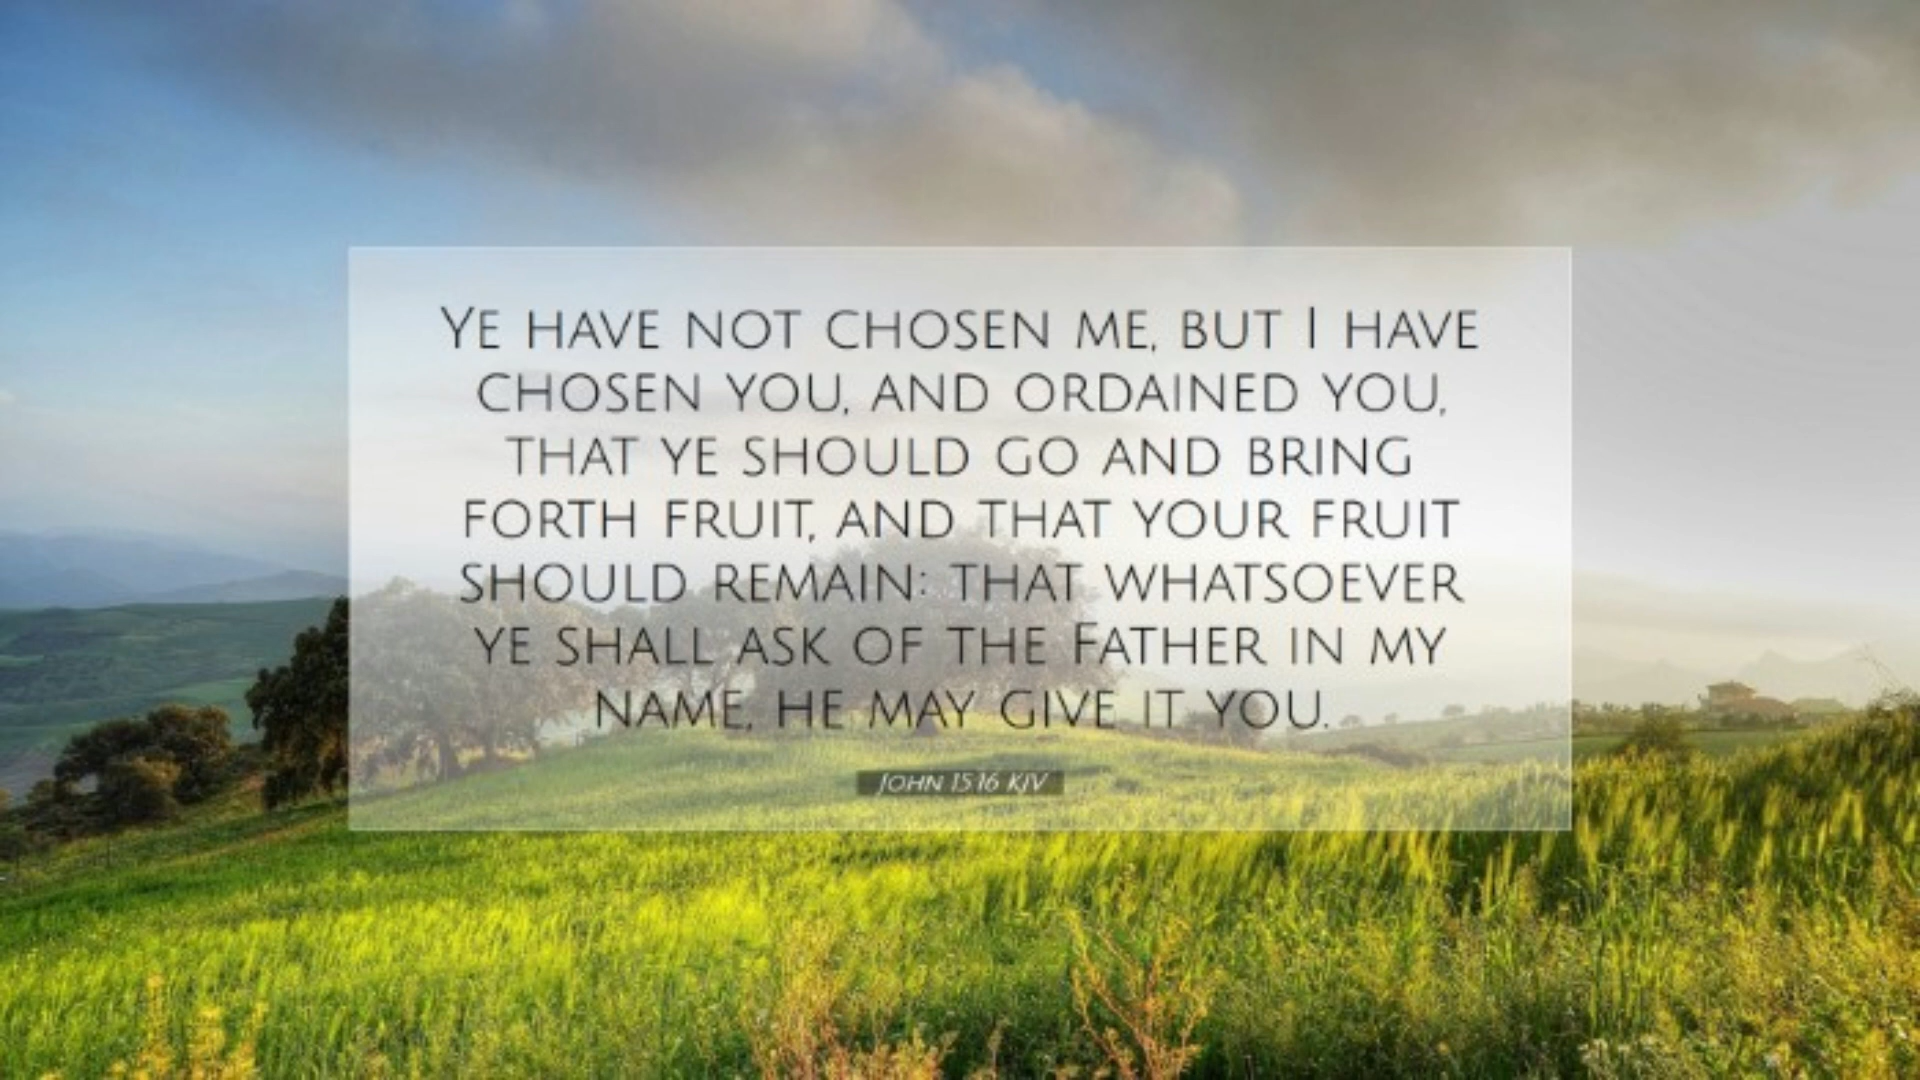 Ye have not chosen me, but I have
chosen you, and ordained you,
that ye should go and bring
forth fruit, and that your fruit
should remain: that whatsoever
ye shall ask of the Father in my
name, he may give it you.
John 15:16 KJV